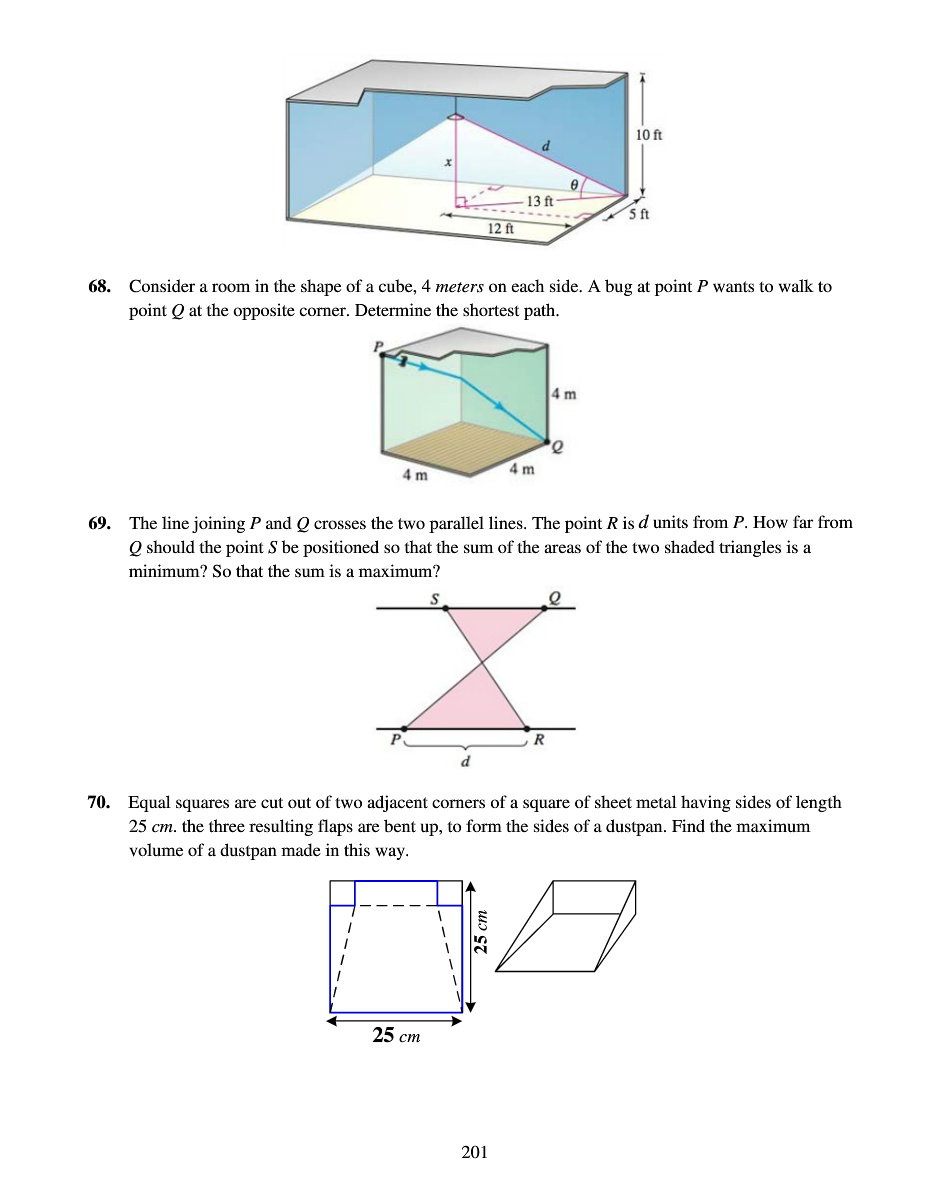 10 ft
d
x
θ
13 ft
5 ft
12 ft
68. Consider a room in the shape of a cube, 4 meters on each side. A bug at point P wants to walk to
point Q at the opposite corner. Determine the shortest path.
P
4 m
Q
4 m
4 m
69. The line joining P and Q crosses the two parallel lines. The point R is d units from P. How far from
Q should the point S be positioned so that the sum of the areas of the two shaded triangles is a
minimum? So that the sum is a maximum?
S
Q
P
R
d
70. Equal squares are cut out of two adjacent corners of a square of sheet metal having sides of length
25 cm. the three resulting flaps are bent up, to form the sides of a dustpan. Find the maximum
volume of a dustpan made in this way.
25 cm
25 cm
201